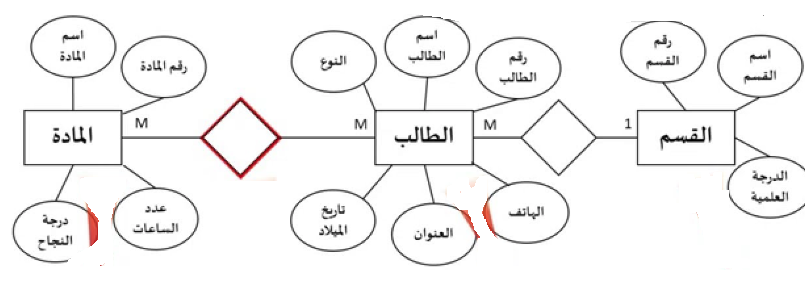 اسم
القسم
رقم
القسم
رقم
الطالب
اسم
الطالب
النوع
رقم المادة
اسم
المادة
القسم
1
M
الطالب
M
M
المادة
الدرجة
العلمية
الهاتف
العنوان
تاريخ
الميلاد
عدد
الساعات
درجة
النجاح